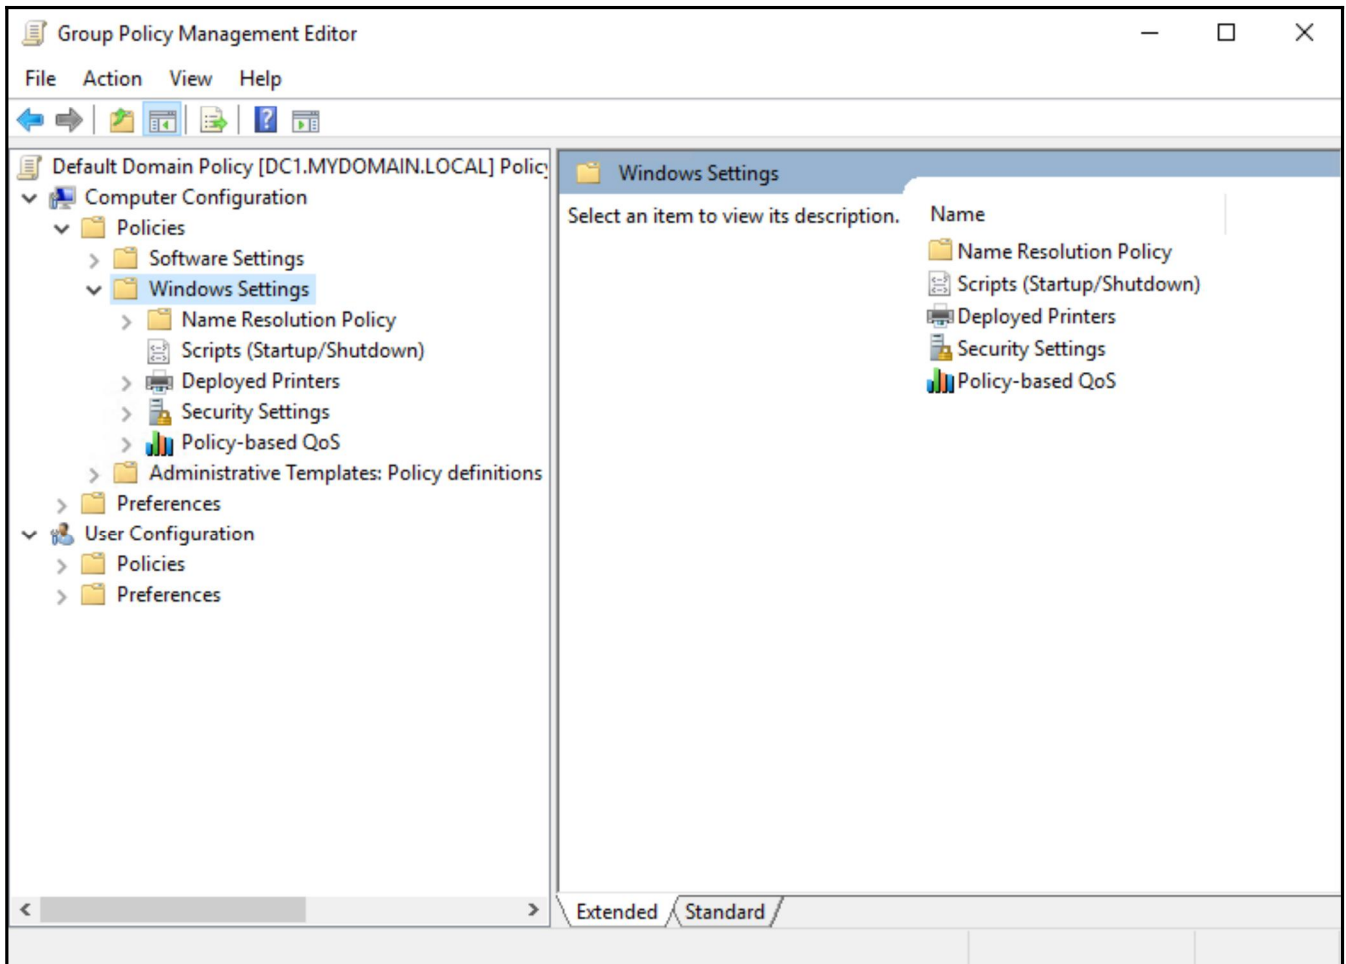 Group Policy Management Editor
File Action View Help
Default Domain Policy [DC1.MYDOMAIN.LOCAL] Policy
Computer Configuration
Policies
Software Settings
Windows Settings
Name Resolution Policy
Scripts (Startup/Shutdown)
Deployed Printers
Security Settings
Policy-based QoS
Administrative Templates: Policy definitions
Preferences
User Configuration
Policies
Preferences
Windows Settings
Select an item to view its description.
Name
Name Resolution Policy
Scripts (Startup/Shutdown)
Deployed Printers
Security Settings
Policy-based QoS
Extended Standard